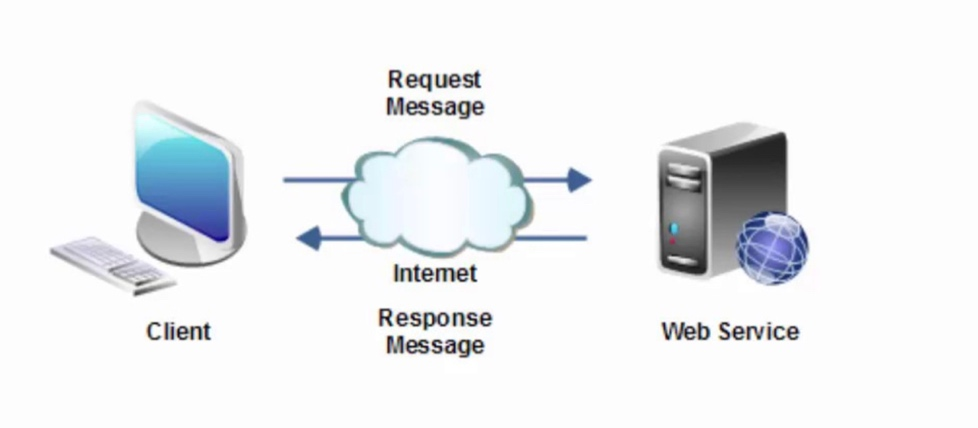 Request
Message
Internet
Response
Message
Client
Web Service